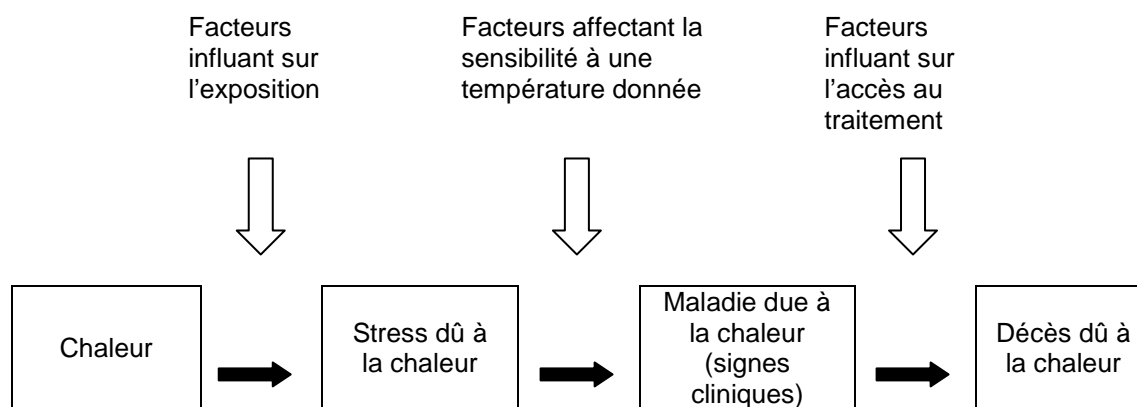 Facteurs
influant sur
l’exposition
Facteurs affectant la
sensibilité à une
température donnée
Facteurs
influant sur
l’accès au
traitement
Chaleur
Stress dû à
la chaleur
Maladie due à
la chaleur
(signes
cliniques)
Décès dû à
la chaleur